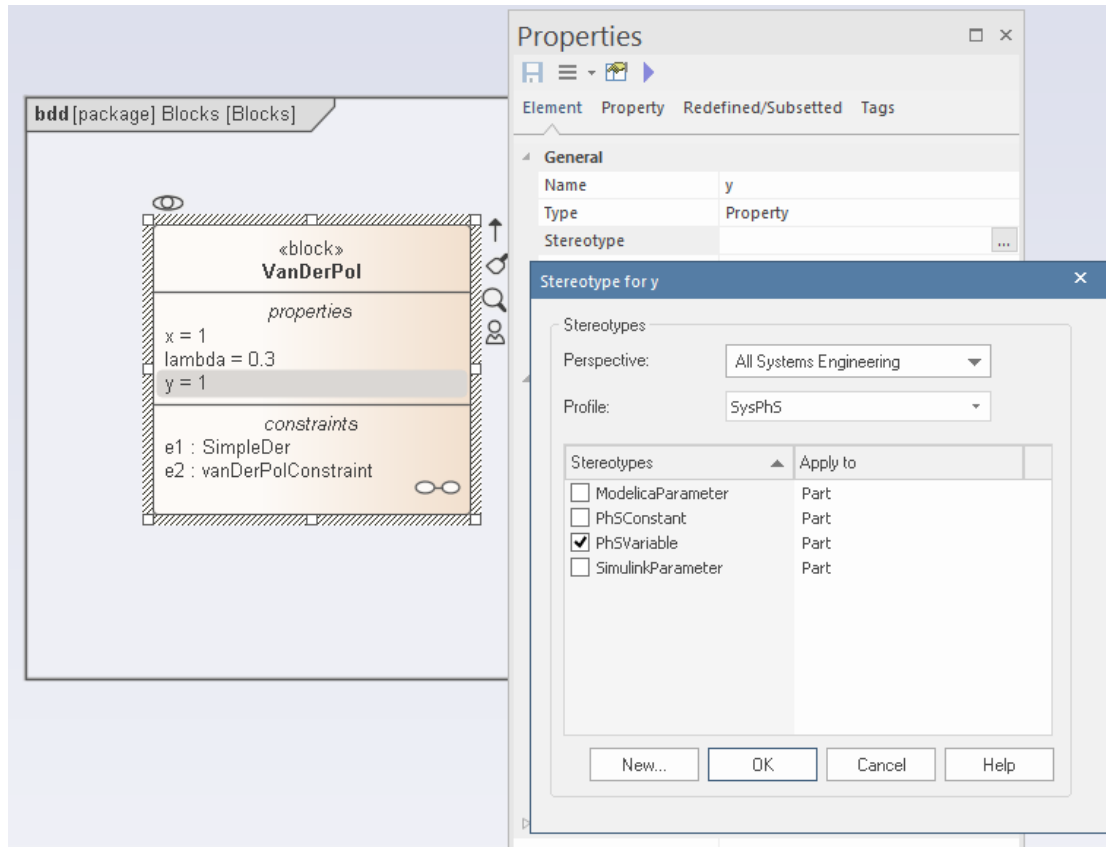 Properties
Element Property Redefined/Subsetted Tags
General
Name y
Type Property
Stereotype ...
bdd [package] Blocks [Blocks]
«block»
VanDerPol
properties
x = 1
lambda = 0.3
y = 1
constraints
e1 : SimpleDer
e2 : vanDerPolConstraint
Stereotype for y
Stereotypes
Perspective: All Systems Engineering
Profile: SysPhS
Stereotypes Apply to
ModelicaParameter Part
PhSConstant Part
PhSVariable Part
SimulinkParameter Part
New... OK Cancel Help